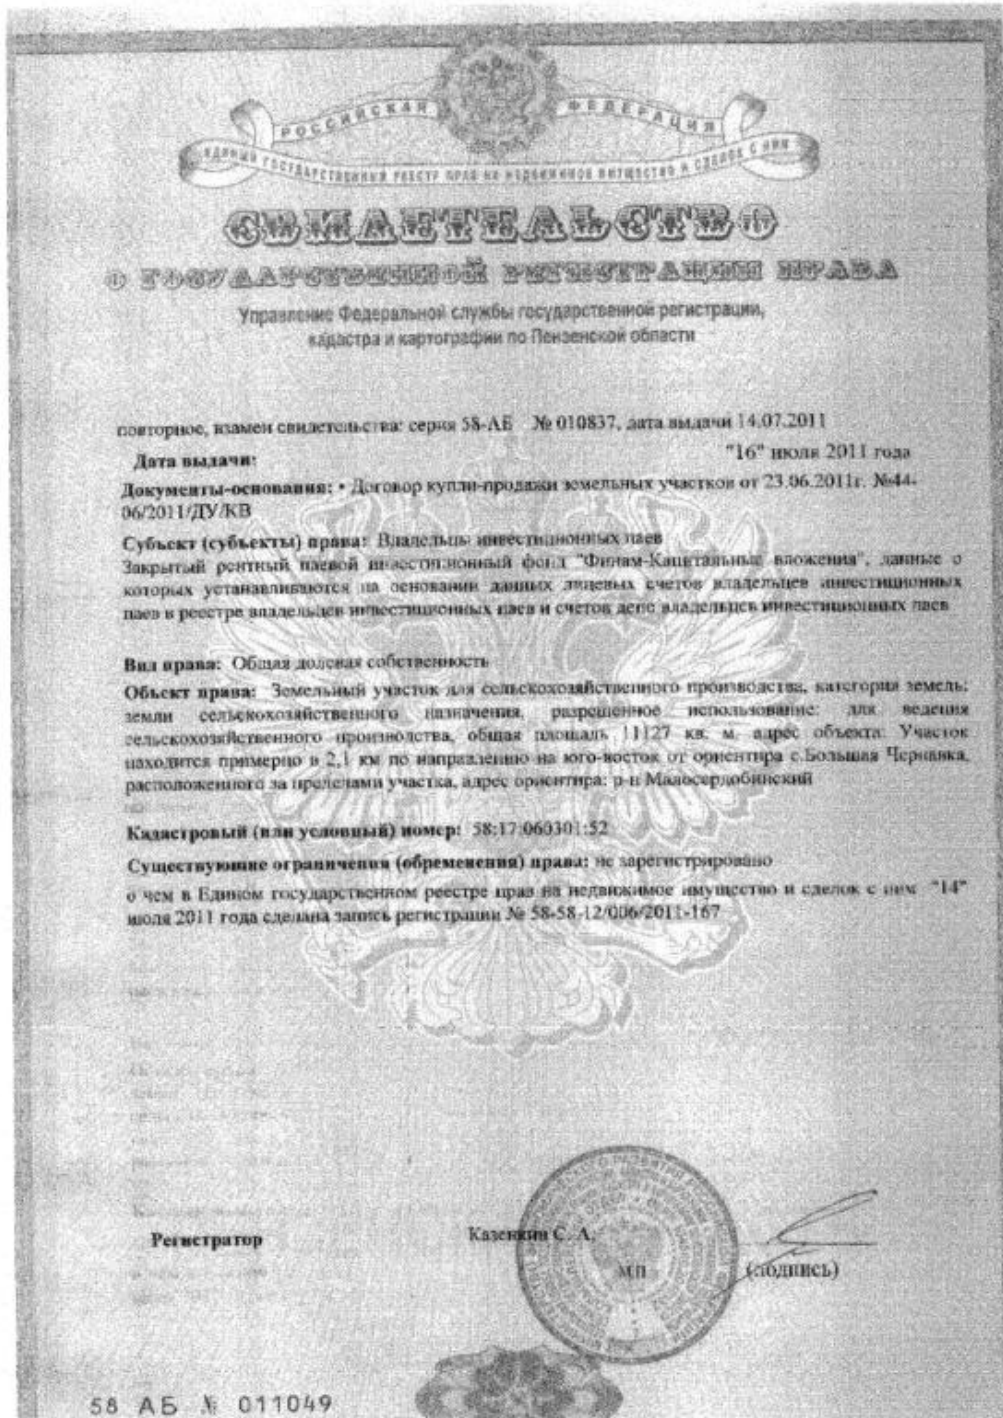 РОССИЙСКАЯ ФЕДЕРАЦИЯ
ЕДИНЫЙ ГОСУДАРСТВЕННЫЙ РЕЕСТР ПРАВ НА НЕДВИЖИМОЕ ИМУЩЕСТВО И СДЕЛОК С НИМ
СВИДЕТЕЛЬСТВО
О ГОСУДАРСТВЕННОЙ РЕГИСТРАЦИИ ПРАВА
Управление Федеральной службы государственной регистрации,
кадастра и картографии по Пензенской области
повторное, взамен свидетельства: серия 58-АБ № 010837, дата выдачи 14.07.2011
Дата выдачи: "16" июля 2011 года
Документы-основания: • Договор купли-продажи земельных участков от 23.06.2011г. №44-
06/2011/ДУ/КВ
Субъект (субъекты) права: Владельцы инвестиционных паев
Закрытый рентный паевой инвестиционный фонд "Финам-Капитальные вложения", данные о
которых устанавливаются на основании данных лицевых счетов владельцев инвестиционных
паев в реестре владельцев инвестиционных паев и счетов депо владельцев инвестиционных паев
Вид права: Общая долевая собственность
Объект права: Земельный участок для сельскохозяйственного производства, категория земель:
земли сельскохозяйственного назначения, разрешенное использование: для ведения
сельскохозяйственного производства, общая площадь 11127 кв. м, адрес объекта: Участок
находится примерно в 2,1 км по направлению на юго-восток от ориентира с.Большая Чернавка,
расположенного за пределами участка, адрес ориентира: р-н Малосердобинский
Кадастровый (или условный) номер: 58:17:060301:52
Существующие ограничения (обременения) права: не зарегистрировано
о чем в Едином государственном реестре прав на недвижимое имущество и сделок с ним "14"
июля 2011 года сделана запись регистрации № 58-58-12/006/2011-167
Регистратор Казенкин С. А.
МП (подпись)
58 АБ № 011049